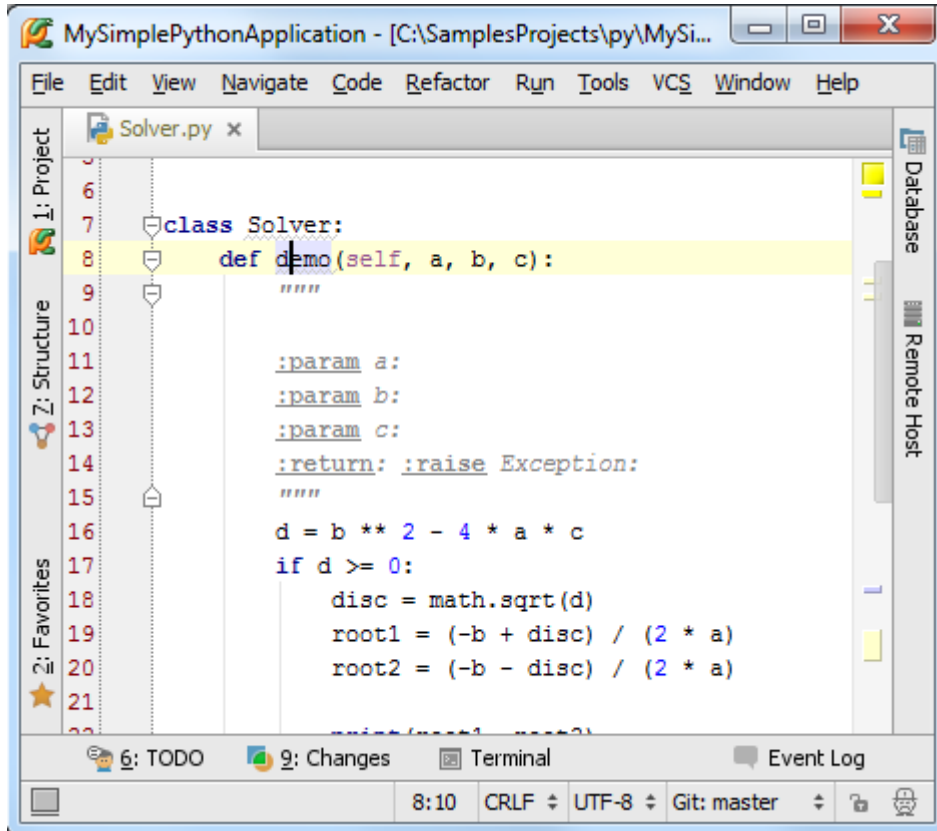 MySimplePythonApplication - [C:\SamplesProjects\py\MySi...
File Edit View Navigate Code Refactor Run Tools VCS Window Help
Solver.py
1: Project
Z: Structure
2: Favorites
Database
Remote Host
6
7 class Solver:
8 def demo(self, a, b, c):
9 """
10
11 :param a:
12 :param b:
13 :param c:
14 :return: :raise Exception:
15 """
16 d = b ** 2 - 4 * a * c
17 if d >= 0:
18 disc = math.sqrt(d)
19 root1 = (-b + disc) / (2 * a)
20 root2 = (-b - disc) / (2 * a)
21
6: TODO 9: Changes Terminal Event Log
8:10 CRLF UTF-8 Git: master